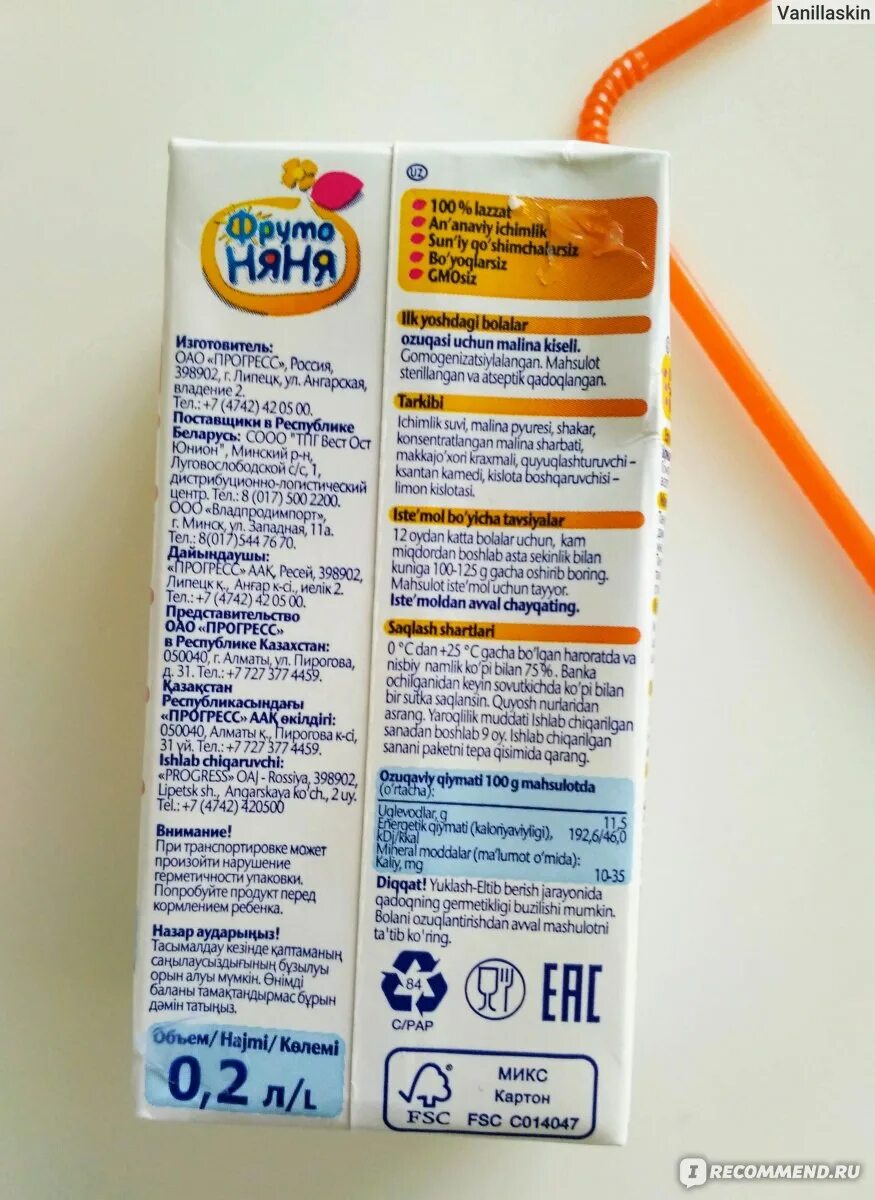 Vanillaskin
Фруто
НЯНЯ
Изготовитель:
ОАО «ПРОГРЕСС», Россия,
398902, г. Липецк, ул. Ангарская,
владение 2.
Тел.: +7 (4742) 42 05 00.
Поставщики в Республике
Беларусь: СООО "ТПГ Вест Ост
Юнион", Минский р-н,
Луговослободской с/с, 1,
дистрибуционно-логистический
центр. Тел.: 8 (017) 500 2200.
ООО «Владпродимпорт»,
г. Минск, ул. Западная, 11а.
Тел.: 8(017)544 76 70.
Дайындаушы:
«ПРОГРЕСС» ААҚ, Ресей, 398902,
Липецк қ., Ангар к-сі., иелік 2.
Тел.: +7 (4742) 42 05 00.
Представительство
ОАО «ПРОГРЕСС»
в Республике Казахстан:
050040, г. Алматы, ул. Пирогова,
д. 31. Тел.: +7 727 377 4459.
Қазақстан
Республикасындағы
«ПРОГРЕСС» ААҚ өкілдігі:
050040, Алматы қ., Пирогова к-сі,
31 үй. Тел.: +7 727 377 4459.
Ishlab chiqaruvchi:
«PROGRESS» OAJ - Rossiya, 398902,
Lipetsk sh., Angarskaya ko'ch., 2 uy.
Tel.: +7 (4742) 420500
Внимание!
При транспортировке может
произойти нарушение
герметичности упаковки.
Попробуйте продукт перед
кормлением ребенка.
Назар аударыңыз!
Тасымалдау кезінде қаптаманың
саңылаусыздығының бұзылуы
орын алуы мүмкін. Өнімді
баланы тамақтандырмас бұрын
дәмін татыңыз.
Объем/ Hajmi/ Көлемі
0,2 л/L
UZ
100 % lazzat
An'anaviy ichimlik
Sun'iy qo'shimchalarsiz
Bo'yoqlarsiz
GMOsiz
Ilk yoshdagi bolalar
ozuqasi uchun malina kiseli.
Gomogenizatsiylalangan. Mahsulot
sterillangan va atseptik qadoqlangan.
Tarkibi
Ichimlik suvi, malina pyuresi, shakar,
konsentratlangan malina sharbati,
makkajo'xori kraxmali, quyuqlashturuvchi –
ksantan kamedi, kislota boshqaruvchisi –
limon kislotasi.
Iste'mol bo'yicha tavsiyalar
12 oydan katta bolalar uchun, kam
miqdordan boshlab asta sekinlik bilan
kuniga 100-125 g gacha oshirib boring.
Mahsulot iste'mol uchun tayyor.
Iste'moldan avval chayqating.
Saqlash shartlari
0 °C dan +25 °C gacha bo'lgan haroratda va
nisbiy namlik ko'pi bilan 75%. Banka
ochilganidan keyin sovutkichda ko'pi bilan
bir sutka saqlansin. Quyosh nurlaridan
asrang. Yaroqlilik muddati Ishlab chiqarilgan
sanadan boshlab 9 oy. Ishlab chiqarilgan
sanani paketni tepa qisimida qarang.
Ozuqaviy qiymati 100 g mahsulotda
(o'rtacha):
Uglevodlar, g 11,5
Energetik qiymati (kaloriyaviyligi),
kDj/kkal 192,6/46,0
Mineral moddalar (ma'lumot o'mida):
Kaliy, mg 10-35
Diqqat! Yuklash-Eltib berish jarayonida
qadoqning germetikligi buzilishi mumkin.
Bolani ozuqlantirishdan avval mashulotni
ta'tib ko'ring.
84
C/PAP
EAC
FSC
МИКС
Картон
FSC C014047
IRECOMMEND.RU